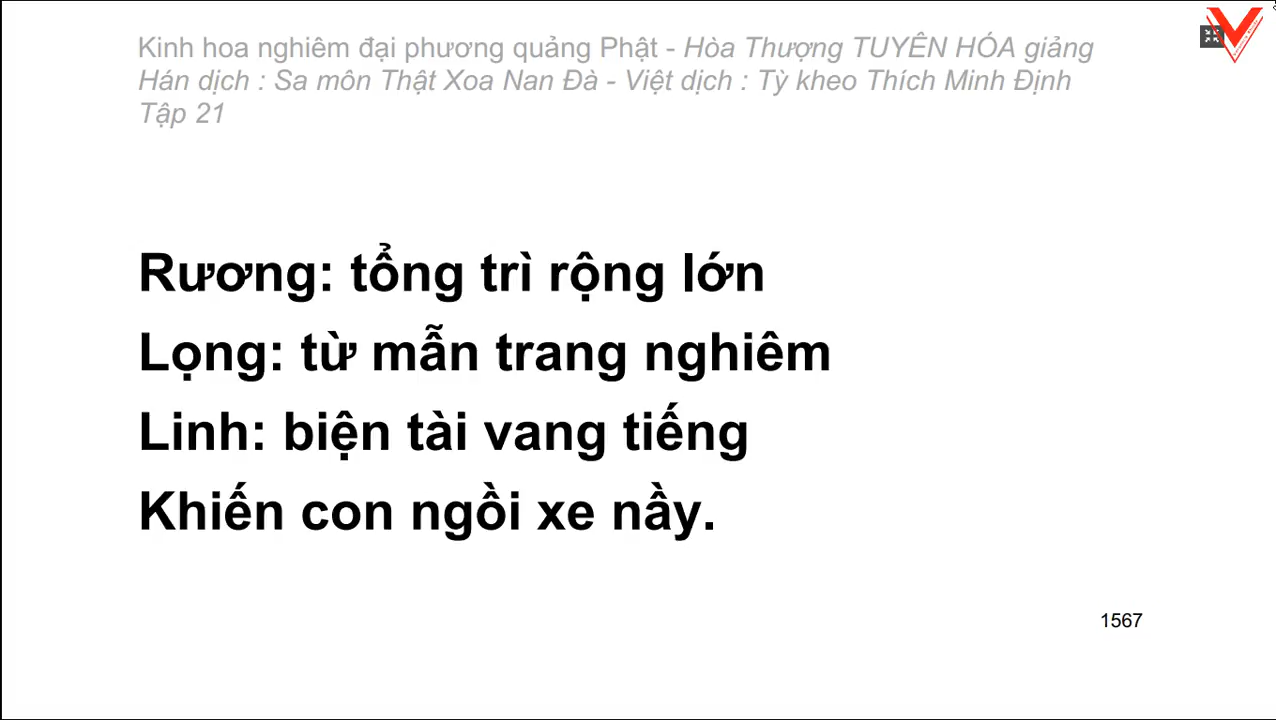 Kinh hoa nghiêm đại phương quảng Phật - Hòa Thượng TUYÊN HÓA giảng
Hán dịch : Sa môn Thật Xoa Nan Đà - Việt dịch : Tỳ kheo Thích Minh Định
Tập 21
Rương: tổng trì rộng lớn
Lọng: từ mẫn trang nghiêm
Linh: biện tài vang tiếng
Khiến con ngồi xe nầy.
1567